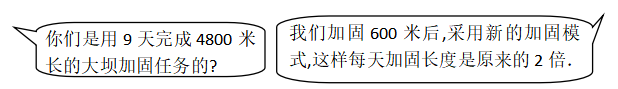 你们是用 9 天完成 4800 米
长的大坝加固任务的?
我们加固 600 米后,采用新的加固模
式,这样每天加固长度是原来的 2 倍.